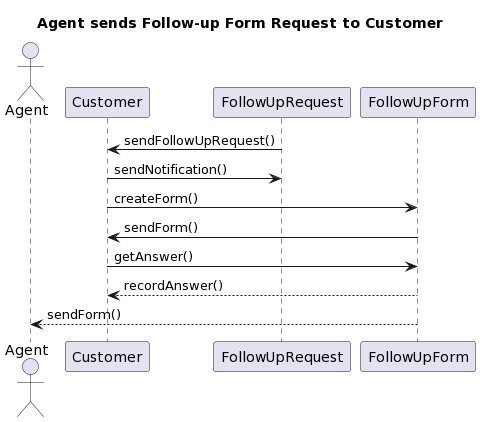 Agent sends Follow-up Form Request to Customer
Agent
Customer FollowUpRequest FollowUpForm
sendFollowUpRequest()
sendNotification()
createForm()
sendForm()
getAnswer()
recordAnswer()
sendForm()
Agent
Customer FollowUpRequest FollowUpForm